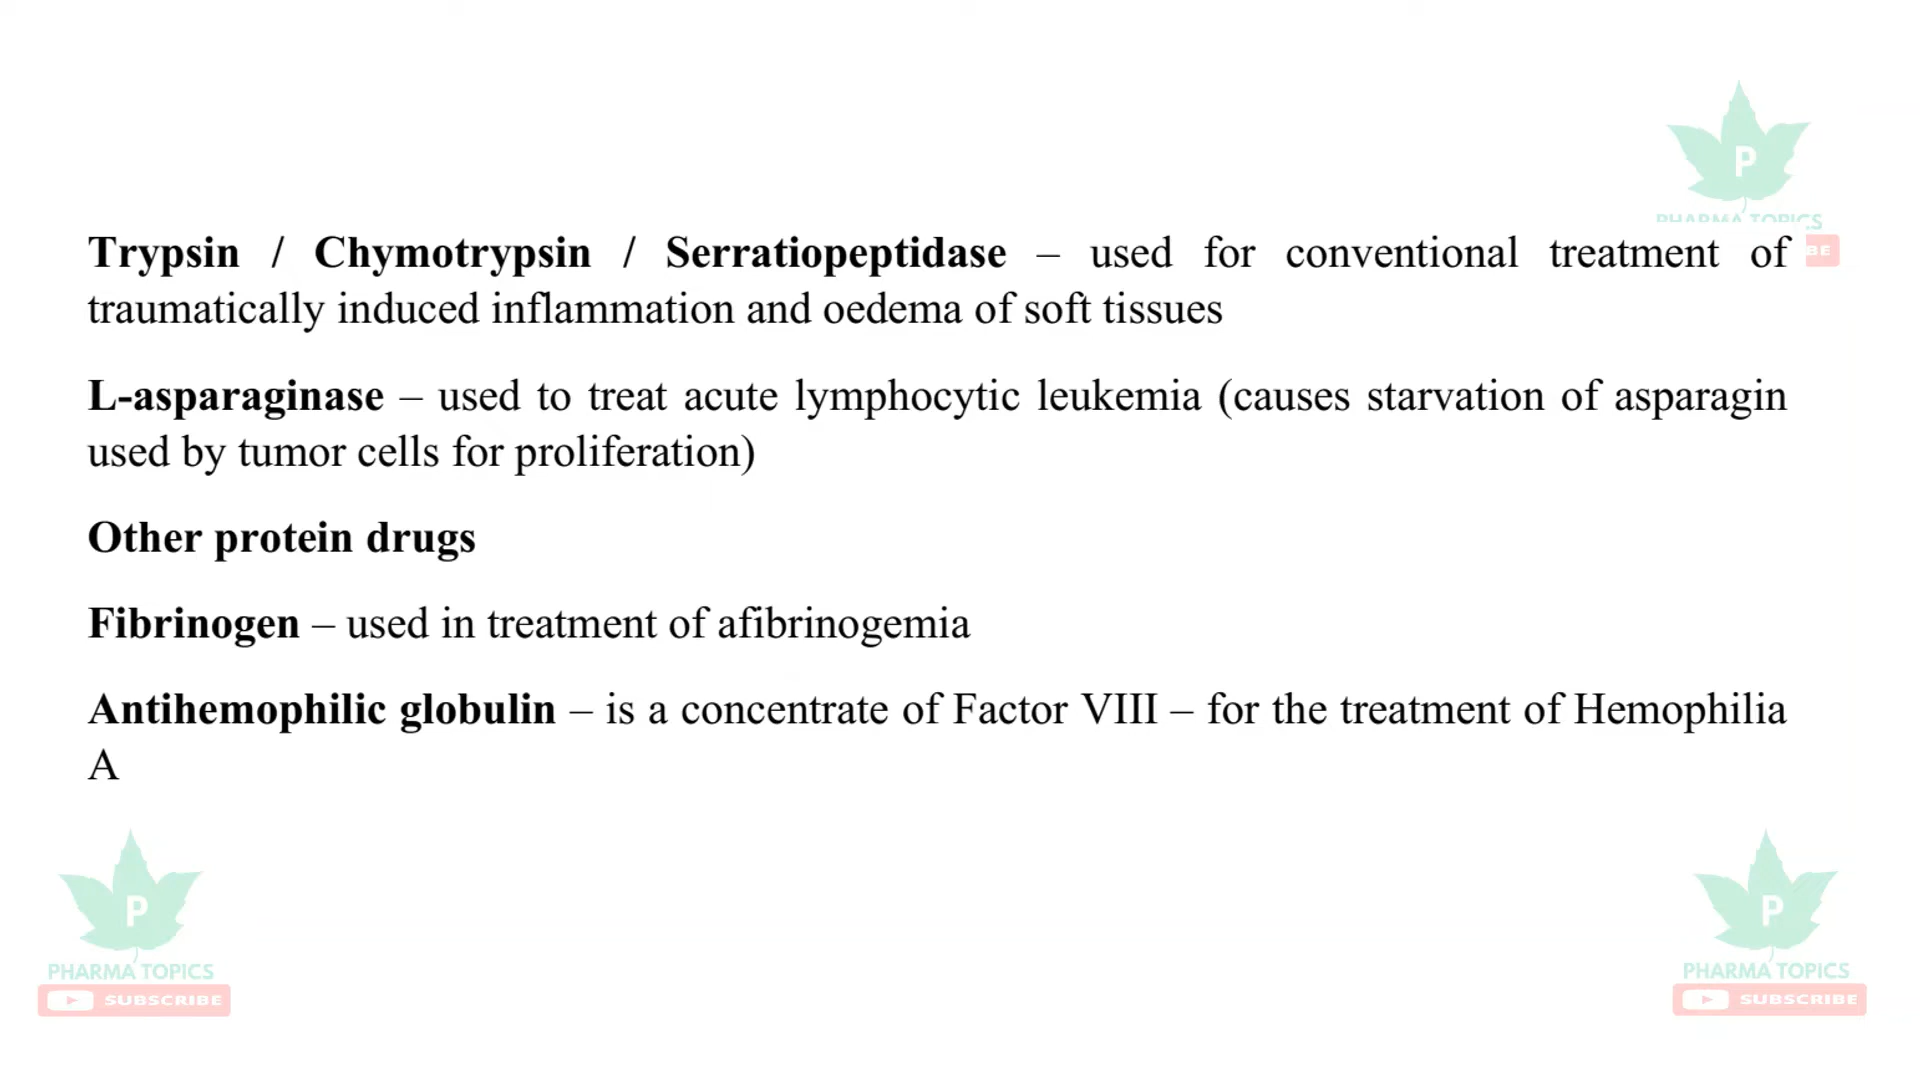 P
PHARMA TOPICS
BE
Trypsin / Chymotrypsin / Serratiopeptidase – used for conventional treatment of
traumatically induced inflammation and oedema of soft tissues
L-asparaginase – used to treat acute lymphocytic leukemia (causes starvation of asparagin
used by tumor cells for proliferation)
Other protein drugs
Fibrinogen – used in treatment of afibrinogemia
Antihemophilic globulin – is a concentrate of Factor VIII – for the treatment of Hemophilia
A
P
PHARMA TOPICS
SUBSCRIBE
P
PHARMA TOPICS
SUBSCRIBE